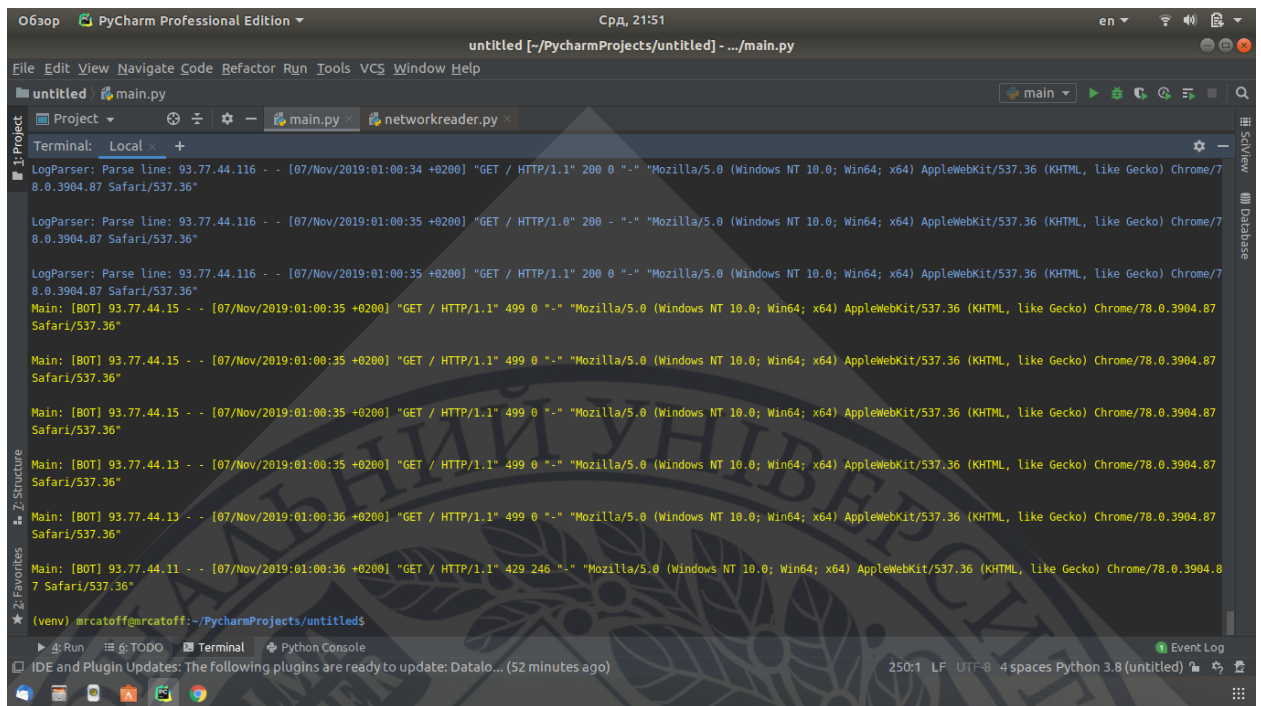 Обзор PyCharm Professional Edition Срд, 21:51 en
untitled [~/PycharmProjects/untitled] - .../main.py
File Edit View Navigate Code Refactor Run Tools VCS Window Help
untitled main.py main
Project main.py networkreader.py
1: Project
Terminal: Local +
SciView
Database
LogParser: Parse line: 93.77.44.116 - - [07/Nov/2019:01:00:34 +0200] "GET / HTTP/1.1" 200 0 "-" "Mozilla/5.0 (Windows NT 10.0; Win64; x64) AppleWebKit/537.36 (KHTML, like Gecko) Chrome/7
8.0.3904.87 Safari/537.36"
LogParser: Parse line: 93.77.44.116 - - [07/Nov/2019:01:00:35 +0200] "GET / HTTP/1.0" 200 - "-" "Mozilla/5.0 (Windows NT 10.0; Win64; x64) AppleWebKit/537.36 (KHTML, like Gecko) Chrome/7
8.0.3904.87 Safari/537.36"
LogParser: Parse line: 93.77.44.116 - - [07/Nov/2019:01:00:35 +0200] "GET / HTTP/1.1" 200 0 "-" "Mozilla/5.0 (Windows NT 10.0; Win64; x64) AppleWebKit/537.36 (KHTML, like Gecko) Chrome/7
8.0.3904.87 Safari/537.36"
Main: [BOT] 93.77.44.15 - - [07/Nov/2019:01:00:35 +0200] "GET / HTTP/1.1" 499 0 "-" "Mozilla/5.0 (Windows NT 10.0; Win64; x64) AppleWebKit/537.36 (KHTML, like Gecko) Chrome/78.0.3904.87
Safari/537.36"
Main: [BOT] 93.77.44.15 - - [07/Nov/2019:01:00:35 +0200] "GET / HTTP/1.1" 499 0 "-" "Mozilla/5.0 (Windows NT 10.0; Win64; x64) AppleWebKit/537.36 (KHTML, like Gecko) Chrome/78.0.3904.87
Safari/537.36"
Main: [BOT] 93.77.44.15 - - [07/Nov/2019:01:00:35 +0200] "GET / HTTP/1.1" 499 0 "-" "Mozilla/5.0 (Windows NT 10.0; Win64; x64) AppleWebKit/537.36 (KHTML, like Gecko) Chrome/78.0.3904.87
Safari/537.36"
Main: [BOT] 93.77.44.13 - - [07/Nov/2019:01:00:35 +0200] "GET / HTTP/1.1" 499 0 "-" "Mozilla/5.0 (Windows NT 10.0; Win64; x64) AppleWebKit/537.36 (KHTML, like Gecko) Chrome/78.0.3904.87
Safari/537.36"
Main: [BOT] 93.77.44.13 - - [07/Nov/2019:01:00:36 +0200] "GET / HTTP/1.1" 499 0 "-" "Mozilla/5.0 (Windows NT 10.0; Win64; x64) AppleWebKit/537.36 (KHTML, like Gecko) Chrome/78.0.3904.87
Safari/537.36"
Main: [BOT] 93.77.44.11 - - [07/Nov/2019:01:00:36 +0200] "GET / HTTP/1.1" 429 246 "-" "Mozilla/5.0 (Windows NT 10.0; Win64; x64) AppleWebKit/537.36 (KHTML, like Gecko) Chrome/78.0.3904.8
7 Safari/537.36"
(venv) mrcatoff@mrcatoff:~/PycharmProjects/untitled$
Z: Structure
2: Favorites
4: Run 6: TODO Terminal Python Console 1 Event Log
IDE and Plugin Updates: The following plugins are ready to update: Datalo... (52 minutes ago) 250:1 LF UTF-8 4 spaces Python 3.8 (untitled)
АЛЬНИЙ УНІВЕРСИТ